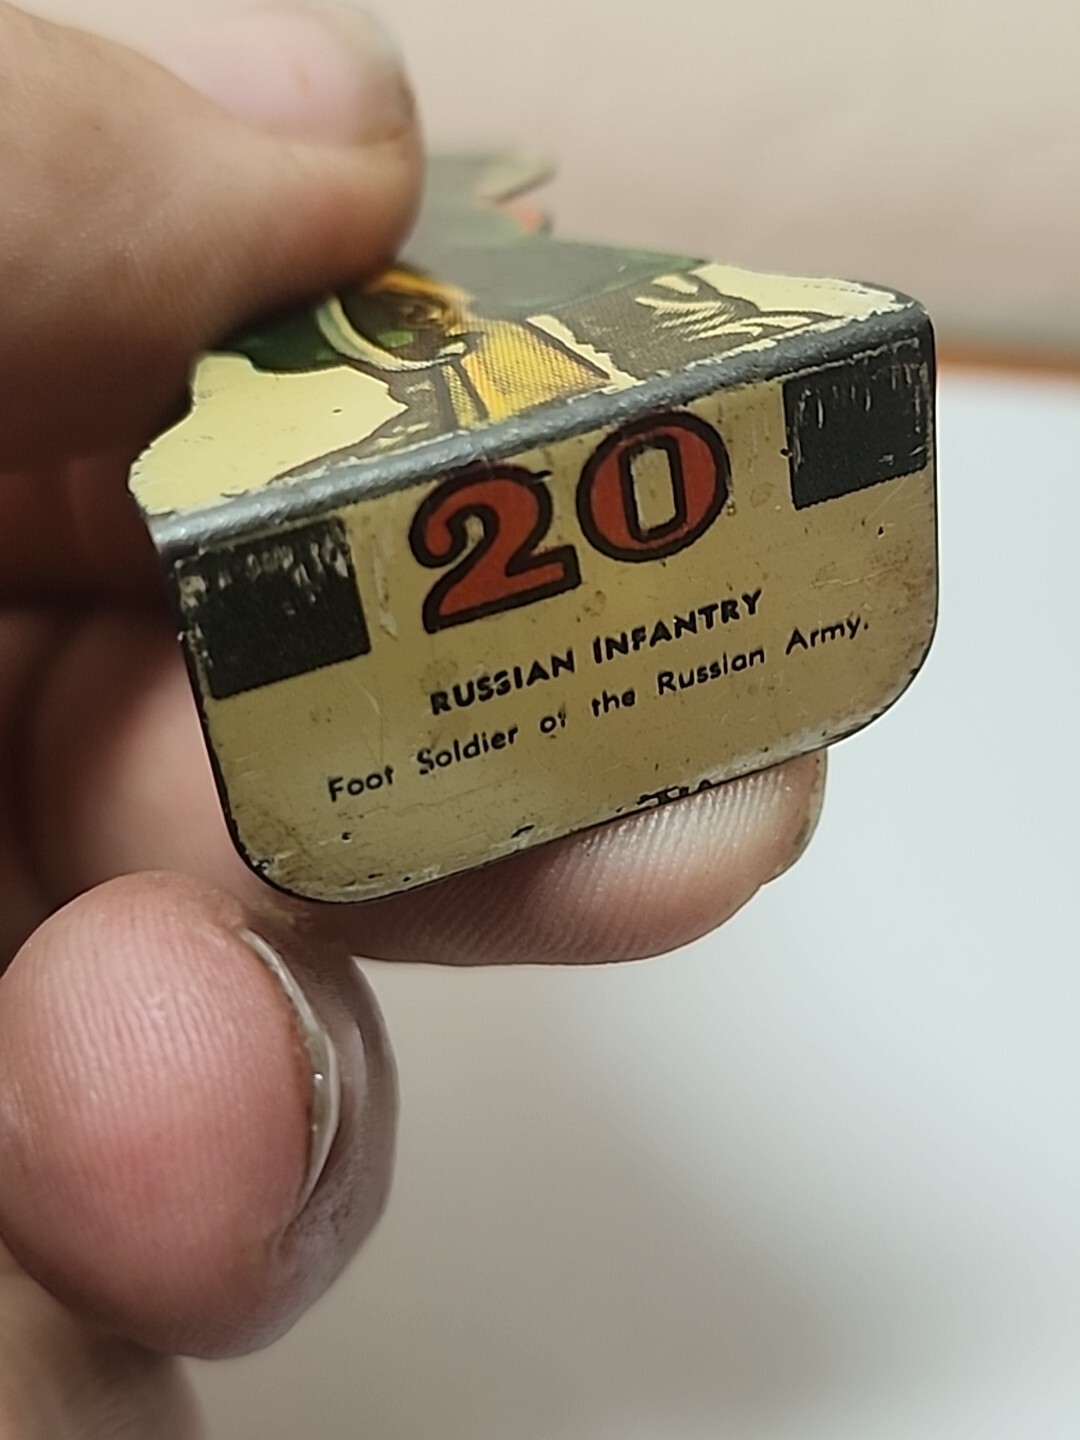 20
RUSSIAN INFANTRY
Foot Soldier of the Russian Army.